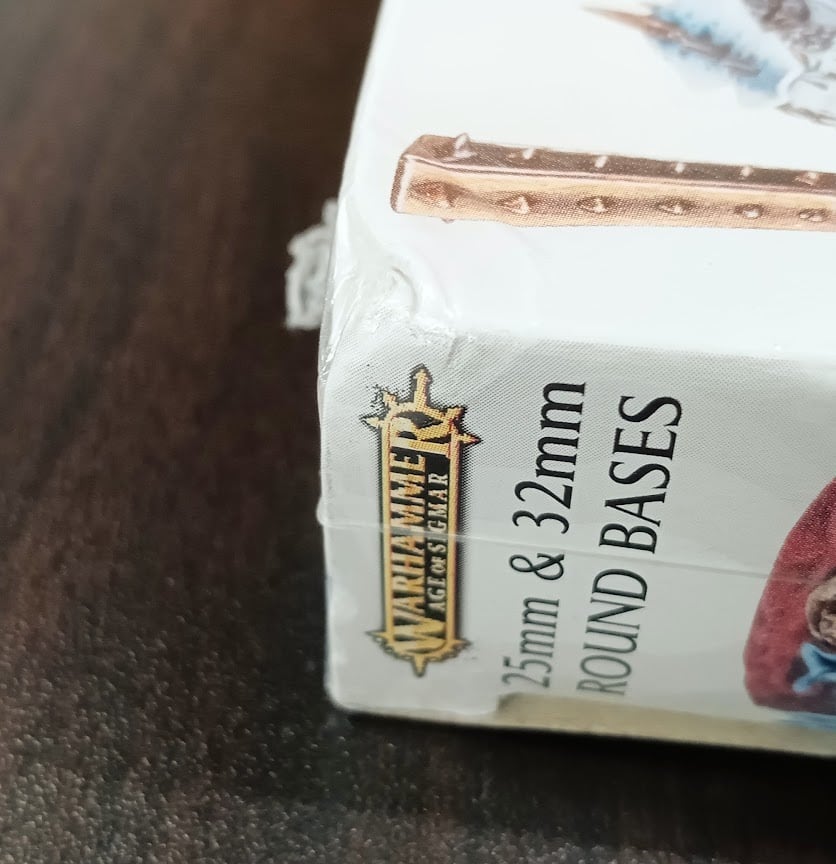 WARHAMMER
AGE OF SIGMAR
25mm & 32mm
ROUND BASES